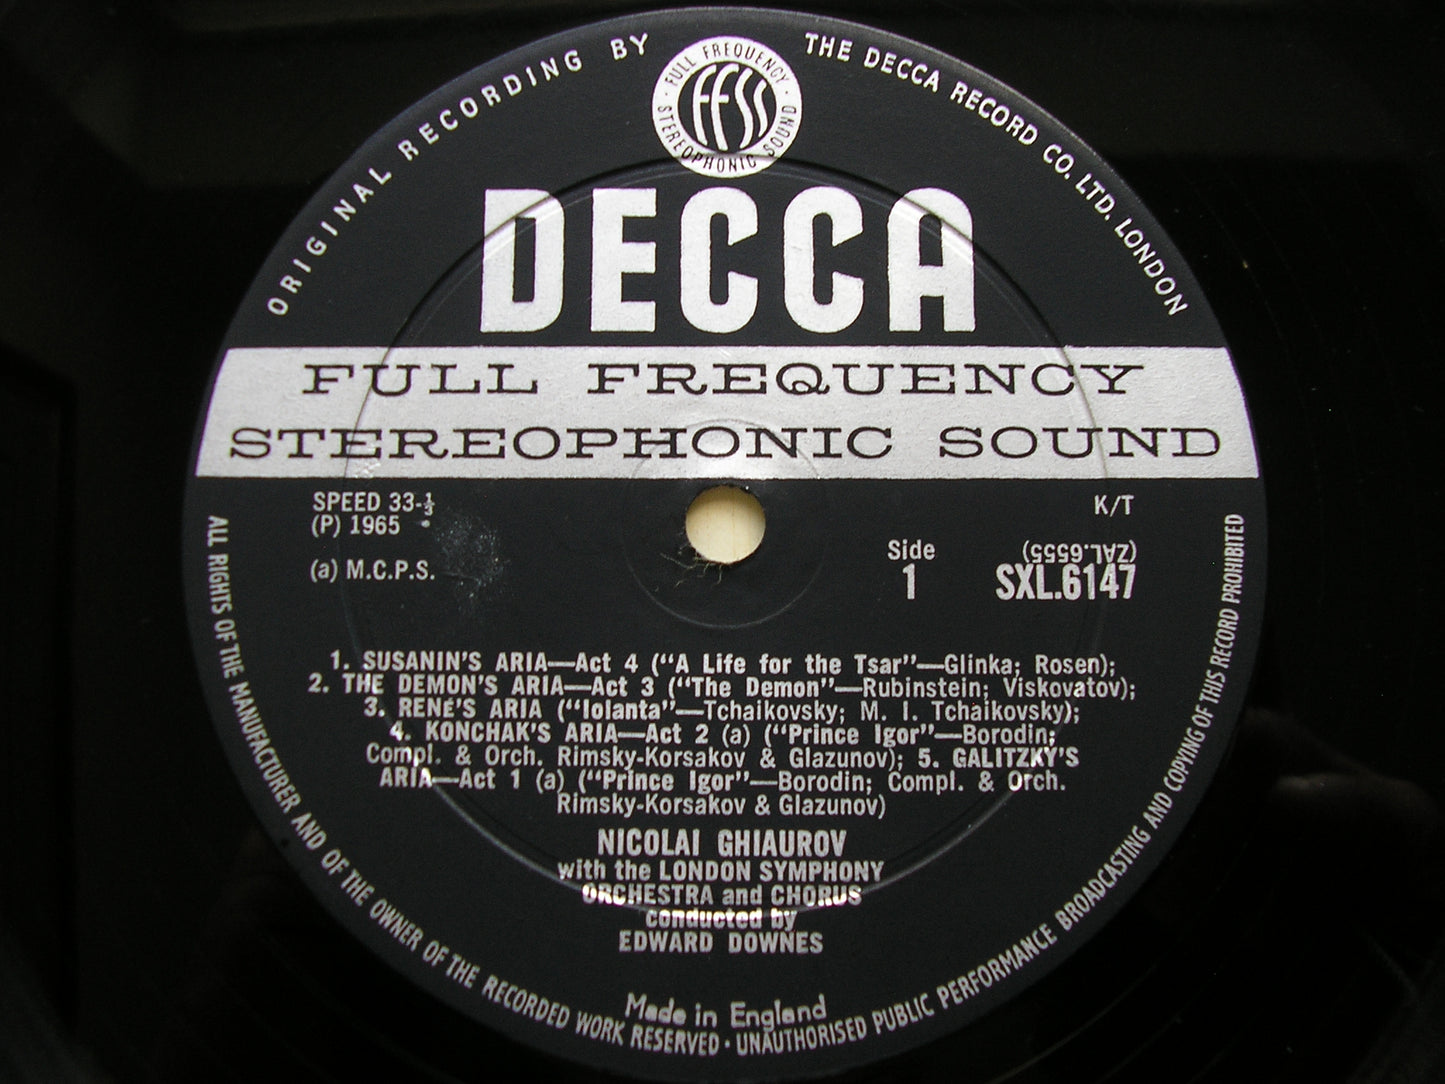 ORIGINAL RECORDING BY THE DECCA RECORD CO. LTD. LONDON
FULL FREQUENCY
FFSS
STEREOPHONIC SOUND
DECCA
FULL FREQUENCY
STEREOPHONIC SOUND
SPEED 33-⅓
(P) 1965
K/T
(a) M.C.P.S.
Side
1
(ZAL.6555)
SXL.6147
1. SUSANIN'S ARIA—Act 4 ("A Life for the Tsar"—Glinka; Rosen);
2. THE DEMON'S ARIA—Act 3 ("The Demon"—Rubinstein; Viskovatov);
3. RENÉ'S ARIA ("Iolanta"—Tchaikovsky; M. I. Tchaikovsky);
4. KONCHAK'S ARIA—Act 2 (a) ("Prince Igor"—Borodin;
Compl. & Orch. Rimsky-Korsakov & Glazunov); 5. GALITZKY'S
ARIA—Act 1 (a) ("Prince Igor"—Borodin; Compl. & Orch.
Rimsky-Korsakov & Glazunov)
NICOLAI GHIAUROV
with the LONDON SYMPHONY
ORCHESTRA and CHORUS
conducted by
EDWARD DOWNES
Made in England
ALL RIGHTS OF THE MANUFACTURER AND OF THE OWNER OF THE RECORDED WORK RESERVED · UNAUTHORISED PUBLIC PERFORMANCE BROADCASTING AND COPYING OF THIS RECORD PROHIBITED